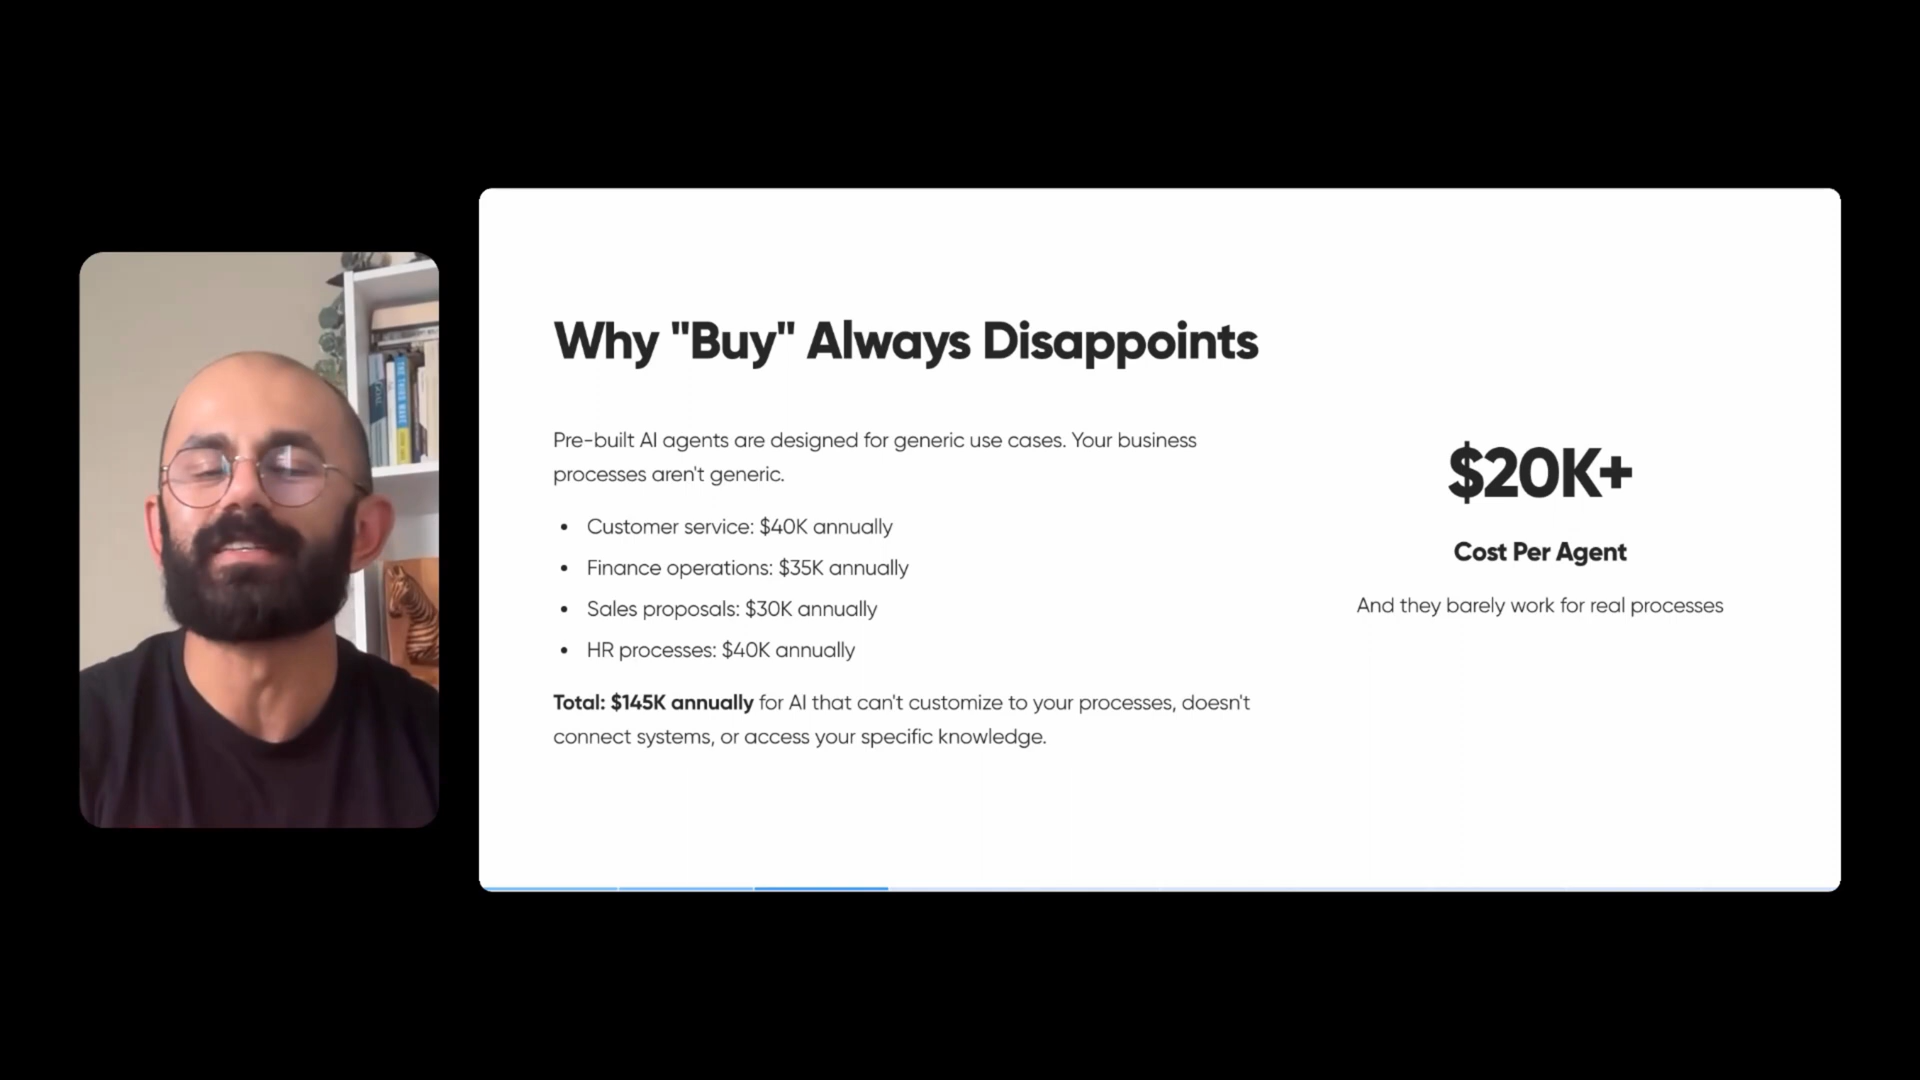 Why "Buy" Always Disappoints
Pre-built AI agents are designed for generic use cases. Your business
processes aren't generic.
• Customer service: $40K annually
• Finance operations: $35K annually
• Sales proposals: $30K annually
• HR processes: $40K annually
Total: $145K annually for AI that can't customize to your processes, doesn't
connect systems, or access your specific knowledge.
$20K+
Cost Per Agent
And they barely work for real processes